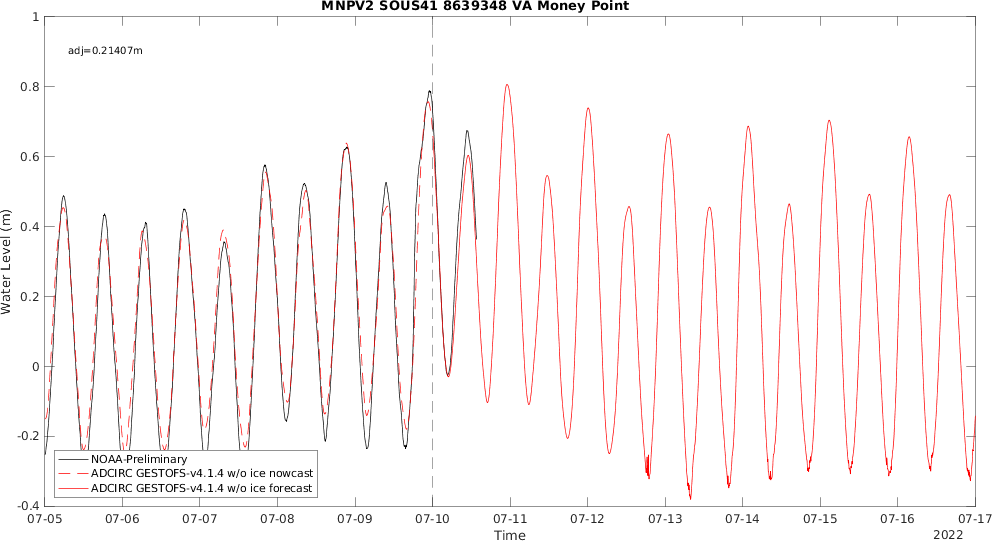 MNPV2 SOUS41 8639348 VA Money Point
adj=0.21407m
1
0.8
0.6
0.4
0.2
0
-0.2
-0.4
Water Level (m)
NOAA-Preliminary
ADCIRC GESTOFS-v4.1.4 w/o ice nowcast
ADCIRC GESTOFS-v4.1.4 w/o ice forecast
07-05 07-06 07-07 07-08 07-09 07-10 07-11 07-12 07-13 07-14 07-15 07-16 07-17
Time
2022